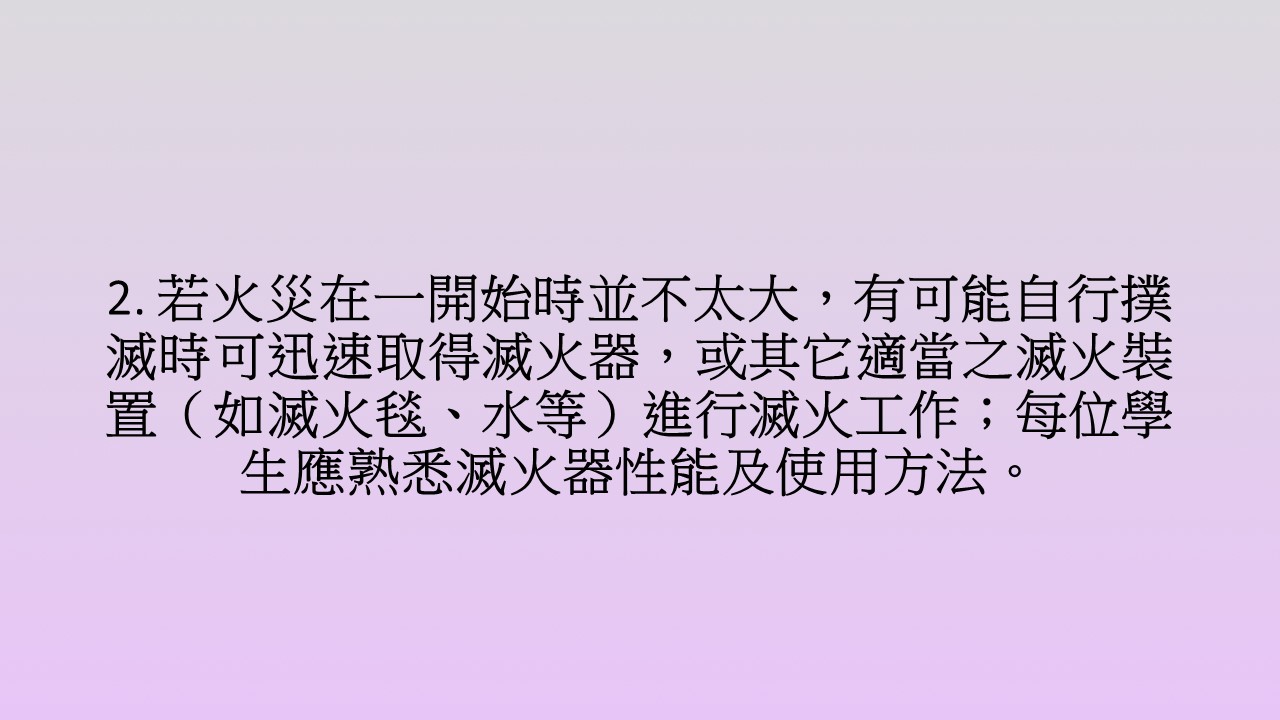 2. 若火災在一開始時並不太大，有可能自行撲
滅時可迅速取得滅火器，或其它適當之滅火裝
置（如滅火毯、水等）進行滅火工作；每位學
生應熟悉滅火器性能及使用方法。